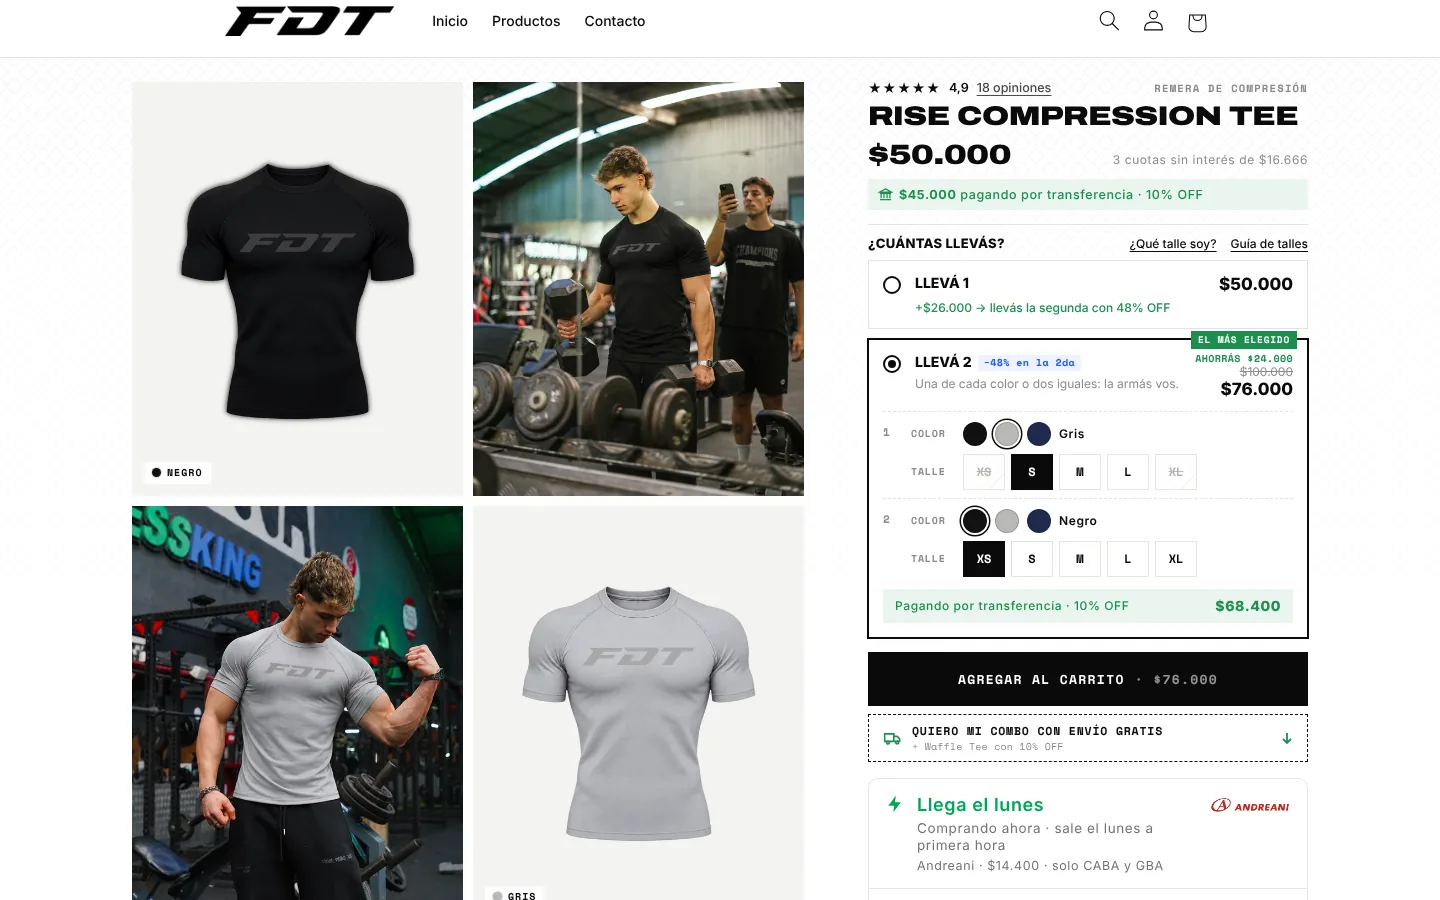 FDT
Inicio
Productos
Contacto
FDT
NEGRO
FDT
CHAMPIONS
ESSKING
FDT
FDT
GRIS
★★★★★ 4,9 18 opiniones
REMERA DE COMPRESIÓN
RISE COMPRESSION TEE
$50.000
3 cuotas sin interés de $16.666
$45.000 pagando por transferencia · 10% OFF
¿CUÁNTAS LLEVÁS?
¿Qué talle soy?
Guía de talles
LLEVÁ 1
$50.000
+$26.000 → llevás la segunda con 48% OFF
EL MÁS ELEGIDO
LLEVÁ 2 -48% en la 2da
AHORRÁS $24.000
$100.000
Una de cada color o dos iguales: la armás vos.
$76.000
1 COLOR Gris
TALLE XS S M L XL
2 COLOR Negro
TALLE XS S M L XL
Pagando por transferencia · 10% OFF $68.400
AGREGAR AL CARRITO · $76.000
QUIERO MI COMBO CON ENVÍO GRATIS
+ Waffle Tee con 10% OFF
↓
Llega el lunes
ANDREANI
Comprando ahora · sale el lunes a
primera hora
Andreani · $14.400 · solo CABA y GBA